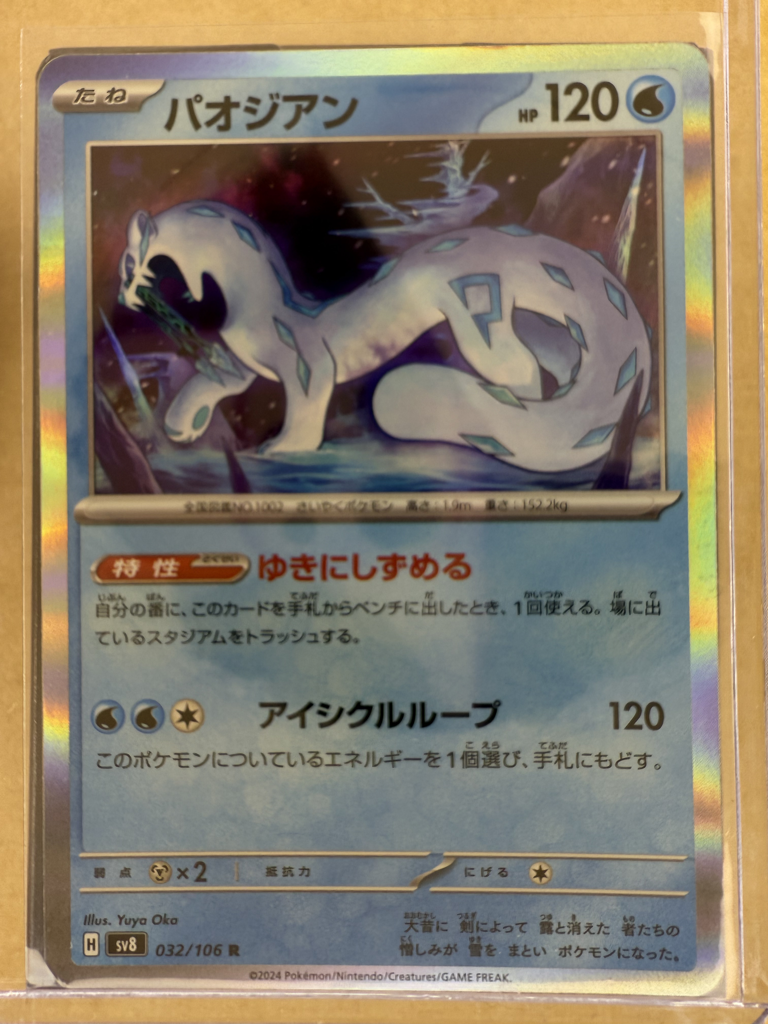 たね パオジアン HP 120
全国図鑑NO.1002 さいやくポケモン 高さ：1.9m 重さ：152.2kg
特性 ゆきにしずめる
自分の番に、このカードを手札からベンチに出したとき、1回使える。場に出
ているスタジアムをトラッシュする。
アイシクルループ 120
このポケモンについているエネルギーを1個選び、手札にもどす。
弱点 ×2 抵抗力 にげる
Illus. Yuya Oka
H sv8 032/106 R
大昔に 剣によって 露と消えた 者たちの
憎しみが 雪を まとい ポケモンになった。
©2024 Pokémon/Nintendo/Creatures/GAME FREAK.